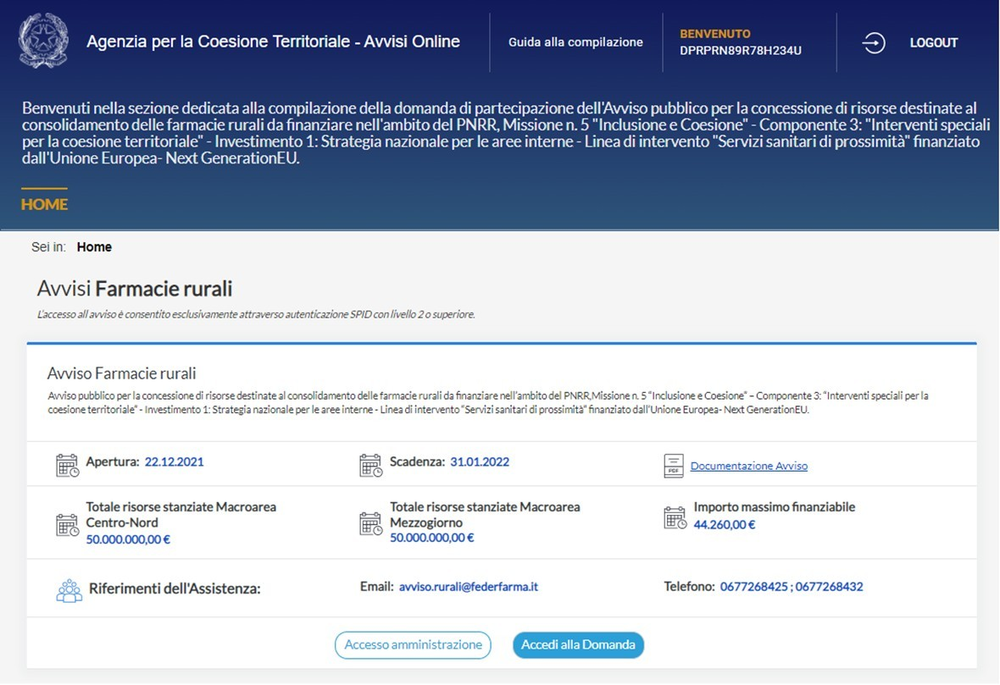 Agenzia per la Coesione Territoriale - Avvisi Online
Guida alla compilazione
BENVENUTO
DPRPRN89R78H234U
LOGOUT
Benvenuti nella sezione dedicata alla compilazione della domanda di partecipazione dell'Avviso pubblico per la concessione di risorse destinate al
consolidamento delle farmacie rurali da finanziare nell'ambito del PNRR, Missione n. 5 "Inclusione e Coesione" - Componente 3: "Interventi speciali
per la coesione territoriale" - Investimento 1: Strategia nazionale per le aree interne - Linea di intervento "Servizi sanitari di prossimità" finanziato
dall'Unione Europea- Next GenerationEU.
HOME
Sei in: Home
Avvisi Farmacie rurali
L'accesso all avviso è consentito esclusivamente attraverso autenticazione SPID con livello 2 o superiore.
Avviso Farmacie rurali
Avviso pubblico per la concessione di risorse destinate al consolidamento delle farmacie rurali da finanziare nell'ambito del PNRR,Missione n. 5 "Inclusione e Coesione" – Componente 3: "Interventi speciali per la
coesione territoriale" - Investimento 1: Strategia nazionale per le aree interne - Linea di intervento "Servizi sanitari di prossimità" finanziato dall'Unione Europea- Next GenerationEU.
Apertura: 22.12.2021
Scadenza: 31.01.2022
PDF
Documentazione Avviso
Totale risorse stanziate Macroarea
Centro-Nord
50.000.000,00 €
Totale risorse stanziate Macroarea
Mezzogiorno
50.000.000,00 €
Importo massimo finanziabile
44.260,00 €
Riferimenti dell'Assistenza:
Email: avviso.rurali@federfarma.it
Telefono: 0677268425 ; 0677268432
Accesso amministrazione
Accedi alla Domanda